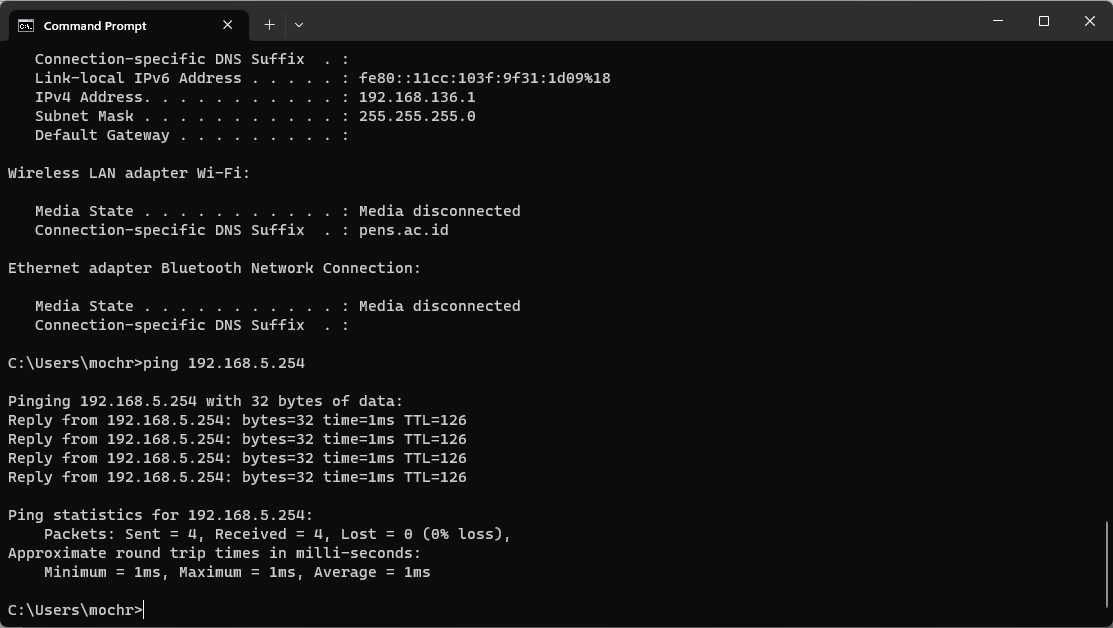 Command Prompt
Connection-specific DNS Suffix  . :
Link-local IPv6 Address . . . . . : fe80::11cc:103f:9f31:1d09%18
IPv4 Address. . . . . . . . . . . : 192.168.136.1
Subnet Mask . . . . . . . . . . . : 255.255.255.0
Default Gateway . . . . . . . . . :
Wireless LAN adapter Wi-Fi:
Media State . . . . . . . . . . . : Media disconnected
Connection-specific DNS Suffix  . : pens.ac.id
Ethernet adapter Bluetooth Network Connection:
Media State . . . . . . . . . . . : Media disconnected
Connection-specific DNS Suffix  . :
C:\Users\mochr>ping 192.168.5.254
Pinging 192.168.5.254 with 32 bytes of data:
Reply from 192.168.5.254: bytes=32 time=1ms TTL=126
Reply from 192.168.5.254: bytes=32 time=1ms TTL=126
Reply from 192.168.5.254: bytes=32 time=1ms TTL=126
Reply from 192.168.5.254: bytes=32 time=1ms TTL=126
Ping statistics for 192.168.5.254:
Packets: Sent = 4, Received = 4, Lost = 0 (0% loss),
Approximate round trip times in milli-seconds:
Minimum = 1ms, Maximum = 1ms, Average = 1ms
C:\Users\mochr>